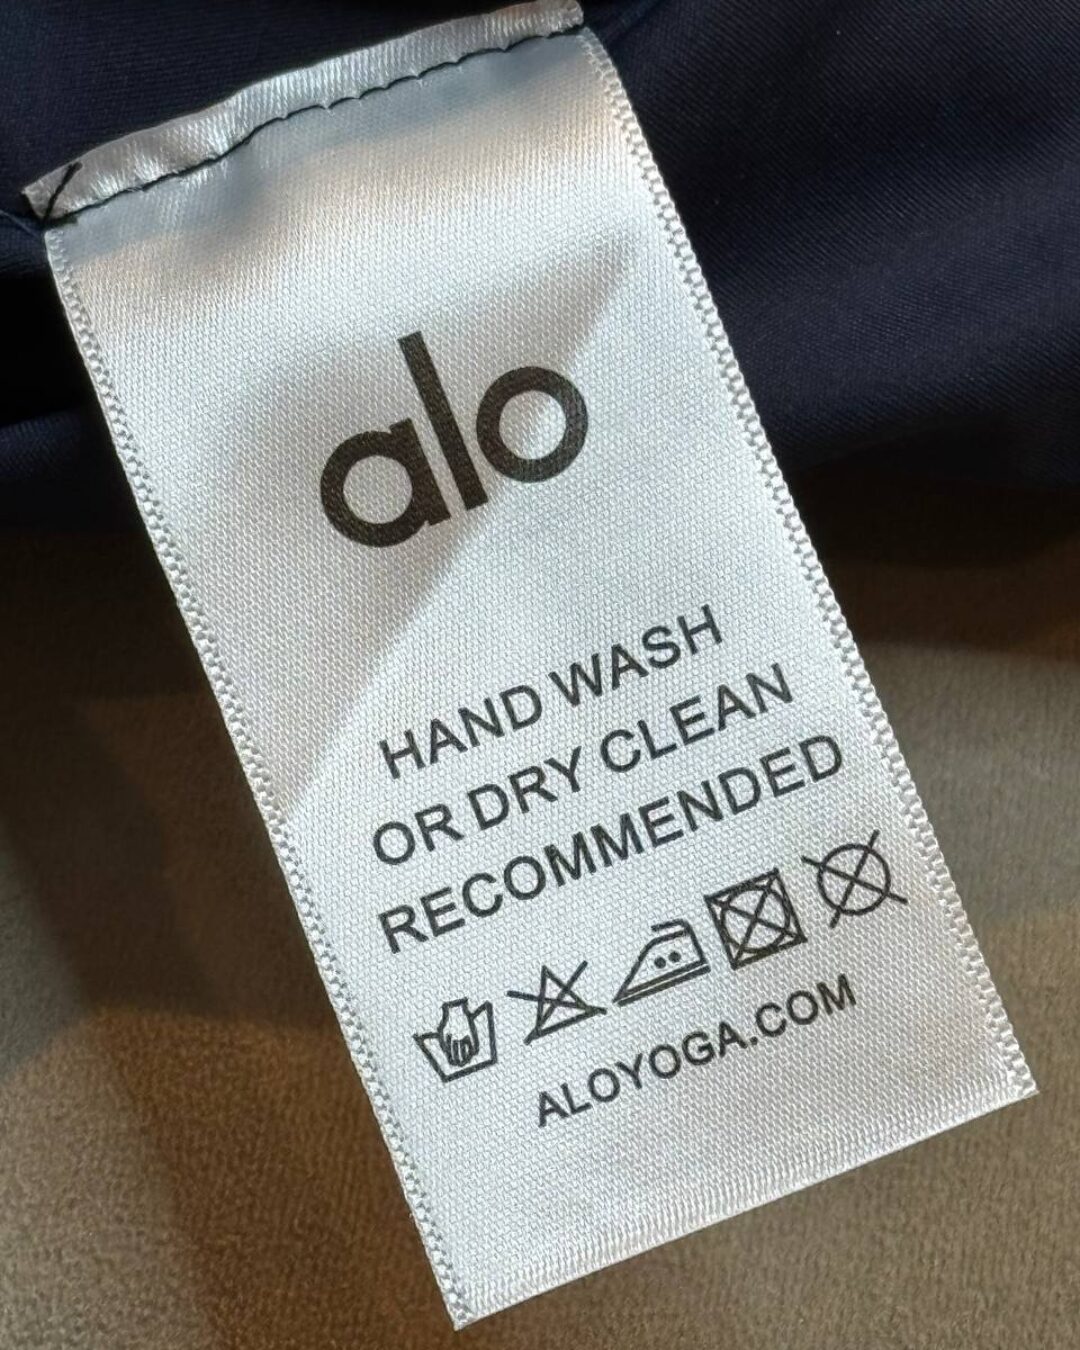 alo
HAND WASH
OR DRY CLEAN
RECOMMENDED
ALOYOGA.COM